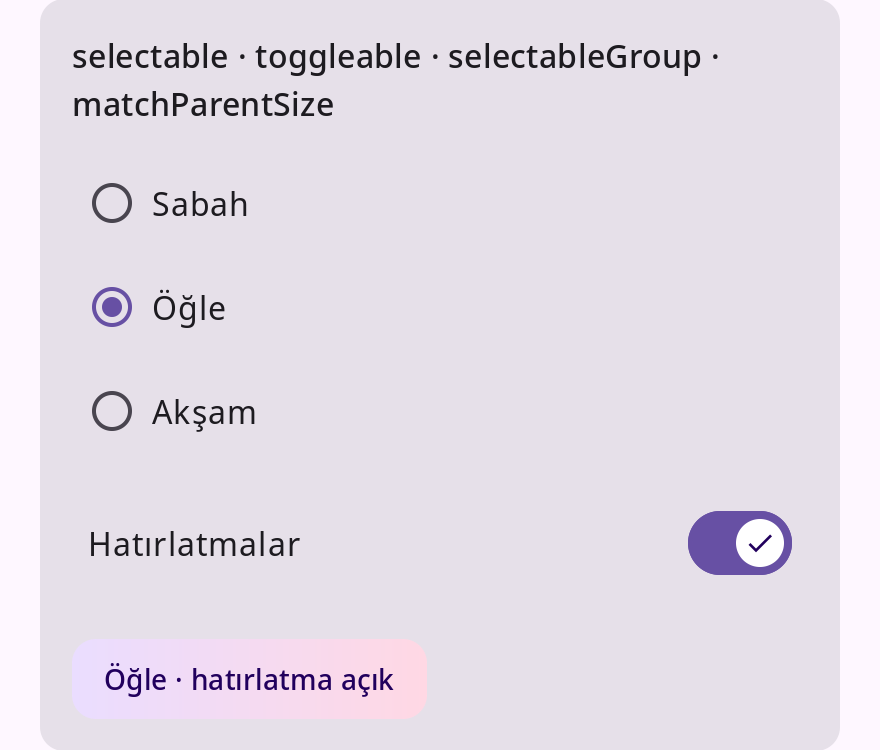 selectable · toggleable · selectableGroup ·
matchParentSize
Sabah
Öğle
Akşam
Hatırlatmalar
Öğle · hatırlatma açık